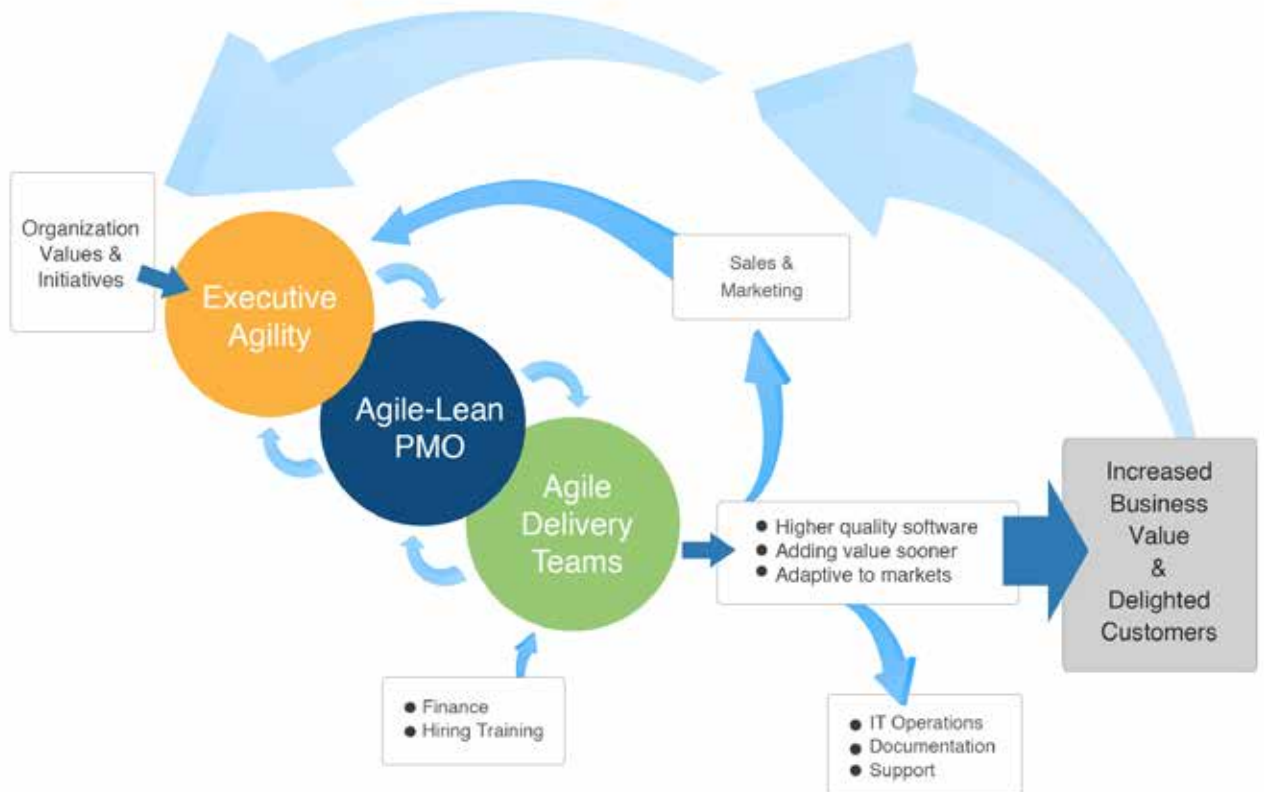 Organization
Values &
Initiatives
Executive
Agility
Sales &
Marketing
Agile-Lean
PMO
Agile
Delivery
Teams
● Higher quality software
● Adding value sooner
● Adaptive to markets
Increased
Business
Value
&
Delighted
Customers
● Finance
● Hiring Training
● IT Operations
● Documentation
● Support